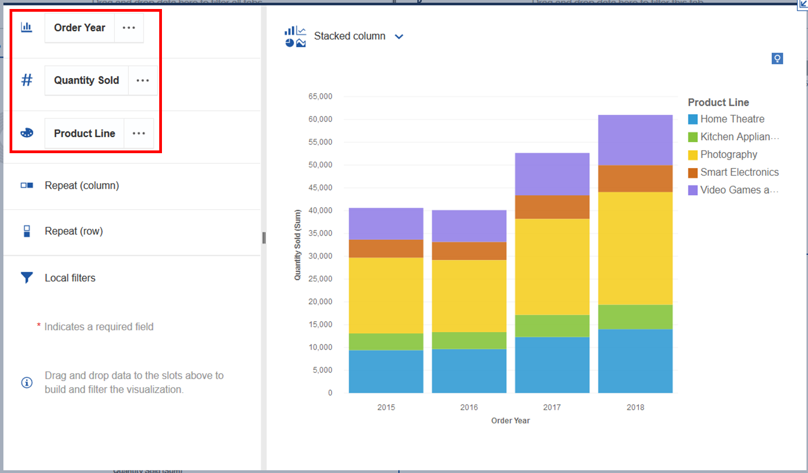 Order Year ...
# Quantity Sold ...
Product Line ...
Repeat (column)
Repeat (row)
Local filters
* Indicates a required field
Drag and drop data to the slots above to
build and filter the visualization.
Stacked column
65,000
60,000
55,000
50,000
45,000
40,000
35,000
30,000
25,000
20,000
15,000
10,000
5,000
0
Quantity Sold (Sum)
2015 2016 2017 2018
Order Year
Product Line
Home Theatre
Kitchen Applian...
Photography
Smart Electronics
Video Games a...
Quantity Sold (Sum)